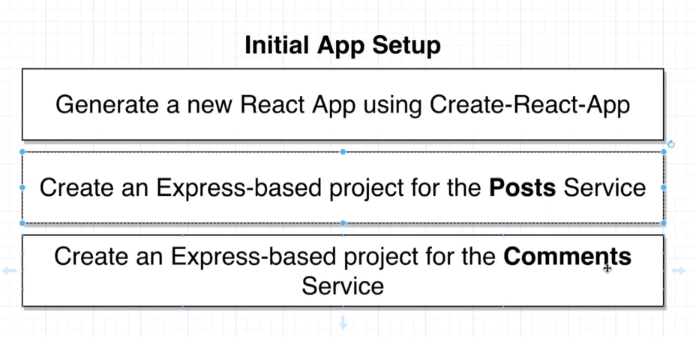 Initial App Setup
Generate a new React App using Create-React-App
Create an Express-based project for the Posts Service
Create an Express-based project for the Comments
Service